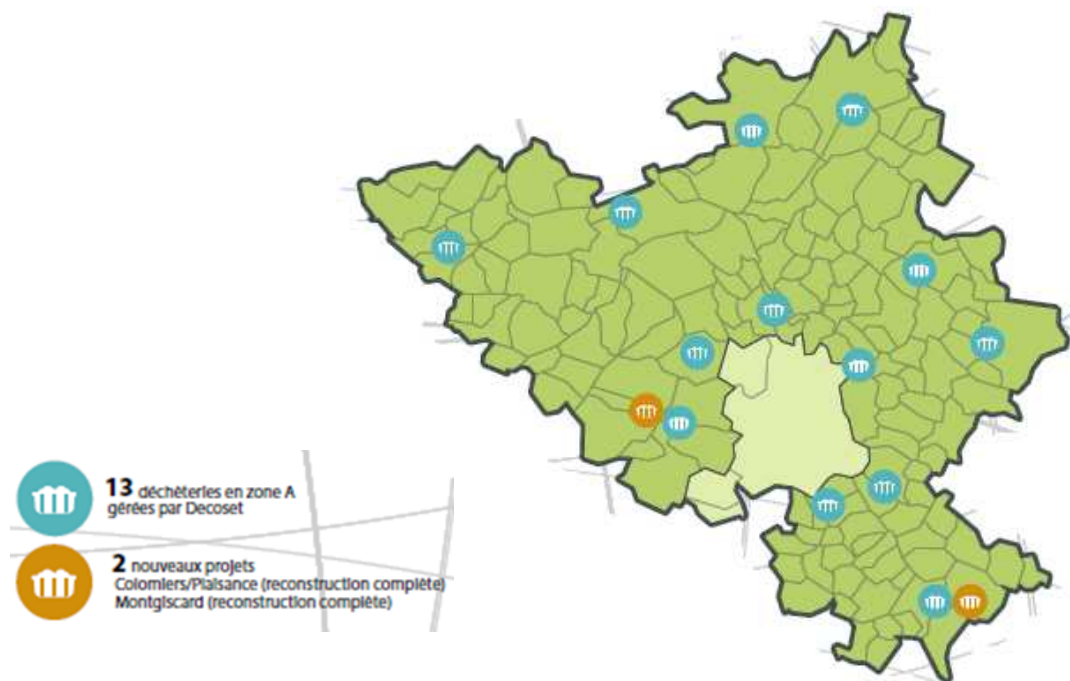 13 déchèteries en zone A
gérées par Decoset
2 nouveaux projets
Colomiers/Plaisance (reconstruction complète)
Montgiscard (reconstruction complète)